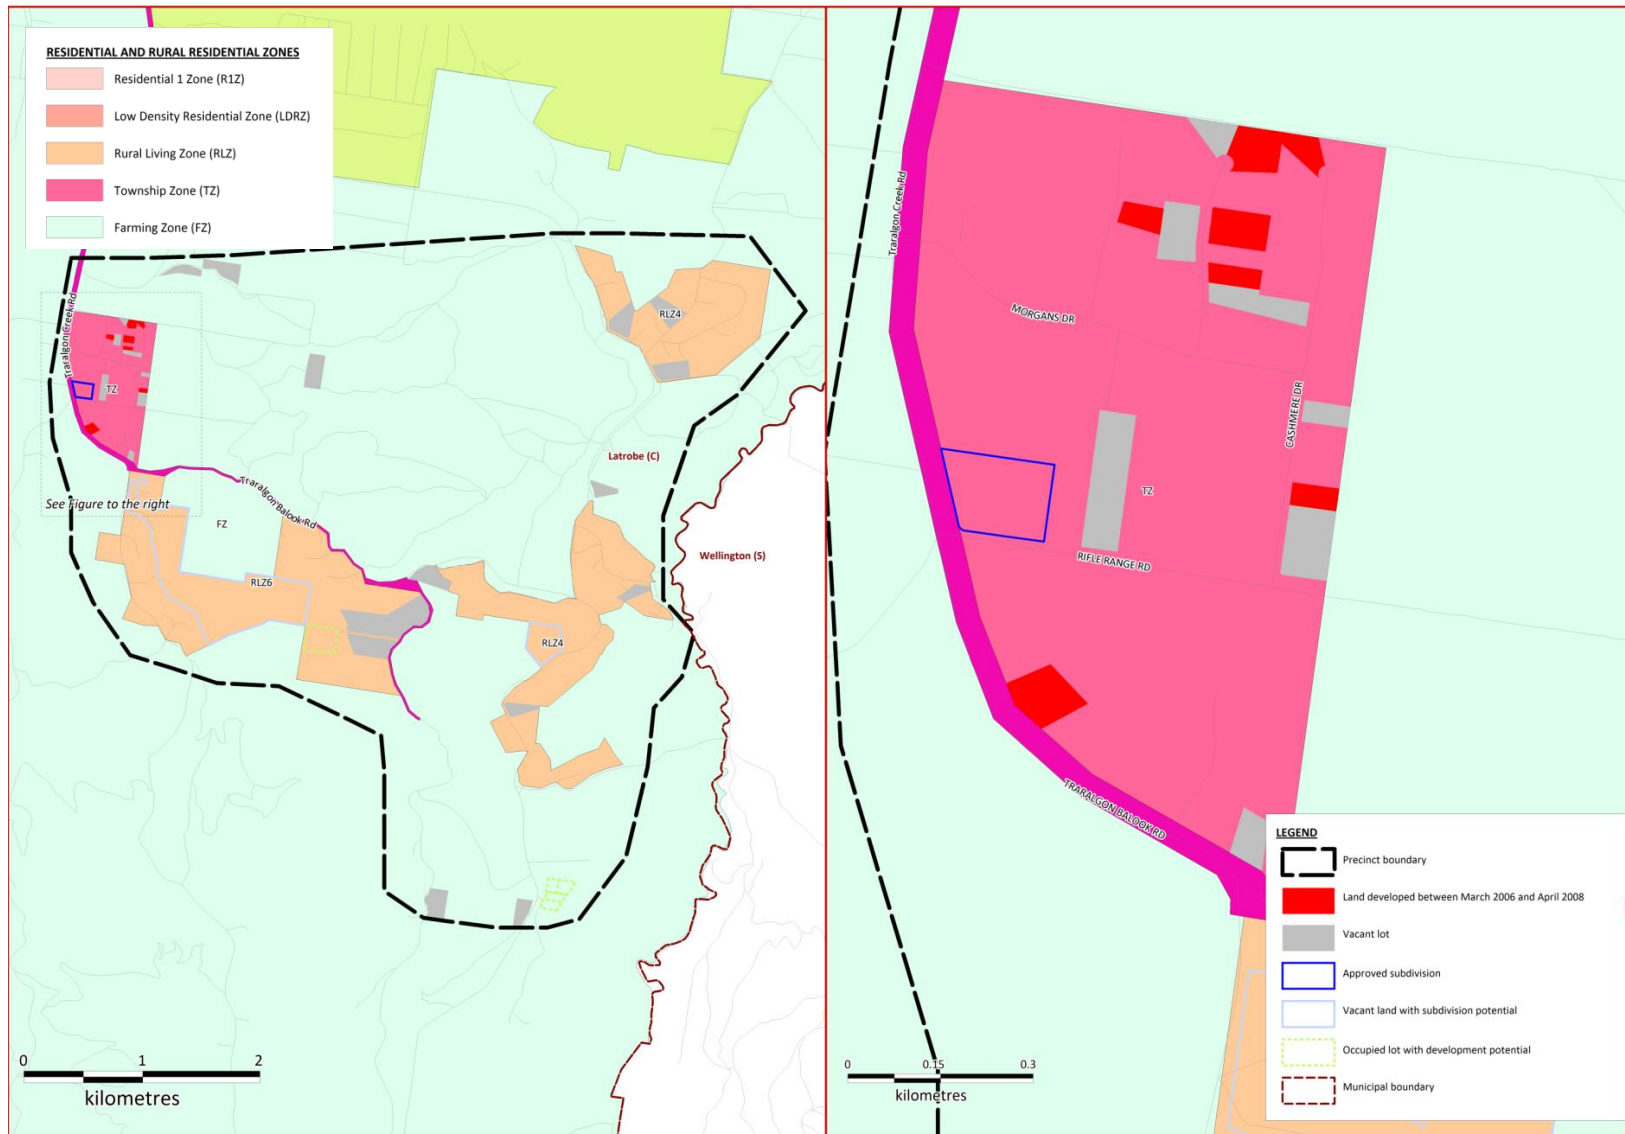 RESIDENTIAL AND RURAL RESIDENTIAL ZONES
Residential 1 Zone (R1Z)
Low Density Residential Zone (LDRZ)
Rural Living Zone (RLZ)
Township Zone (TZ)
Farming Zone (FZ)
Traralgon Creek Rd
TZ
See Figure to the right
Traralgon Balook Rd
FZ
RLZ6
RLZ4
RLZ4
Latrobe (C)
Wellington (S)
0 1 2
kilometres
Traralgon Creek Rd
MORGANS DR
CASHMERE DR
TZ
RIFLE RANGE RD
TRARALGON BALOOK RD
0 0.15 0.3
kilometres
LEGEND
Precinct boundary
Land developed between March 2006 and April 2008
Vacant lot
Approved subdivision
Vacant land with subdivision potential
Occupied lot with development potential
Municipal boundary